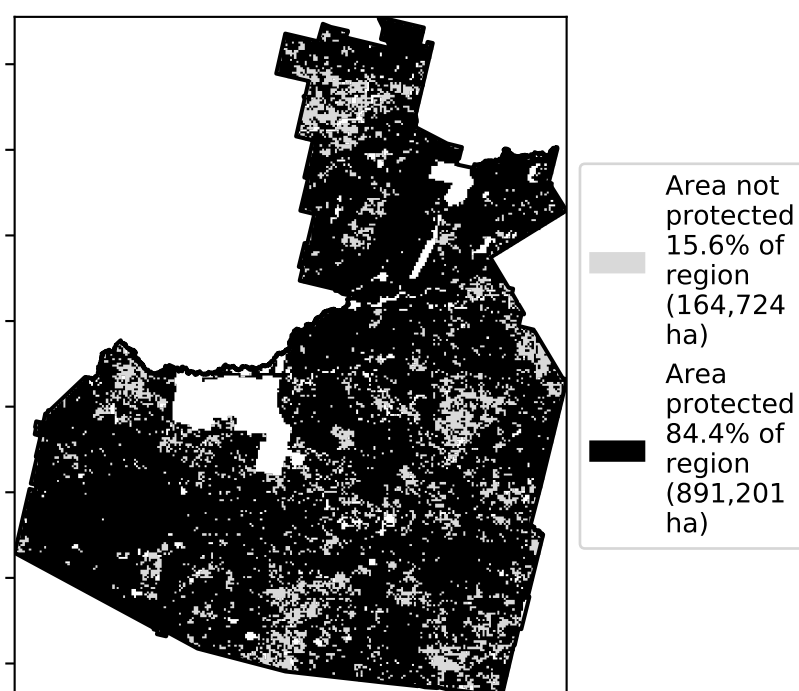 Area not
protected
15.6% of
region
(164,724
ha)
Area
protected
84.4% of
region
(891,201
ha)